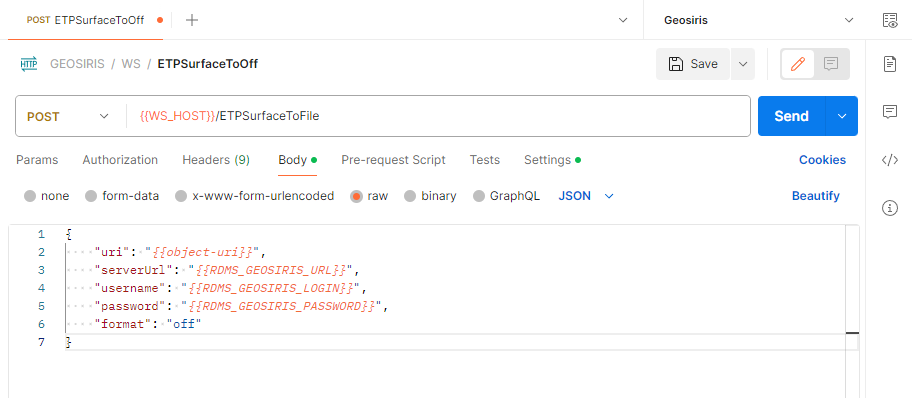 POST ETPSurfaceToOff
Geosiris
HTTP GEOSIRIS / WS / ETPSurfaceToOff
Save
POST {{WS_HOST}}/ETPSurfaceToFile
Send
Params Authorization Headers (9) Body Pre-request Script Tests Settings Cookies
none form-data x-www-form-urlencoded raw binary GraphQL JSON Beautify
1 {
2 "uri": "{{object-uri}}",
3 "serverUrl": "{{RDMS_GEOSIRIS_URL}}",
4 "username": "{{RDMS_GEOSIRIS_LOGIN}}",
5 "password": "{{RDMS_GEOSIRIS_PASSWORD}}",
6 "format": "off"
7 }